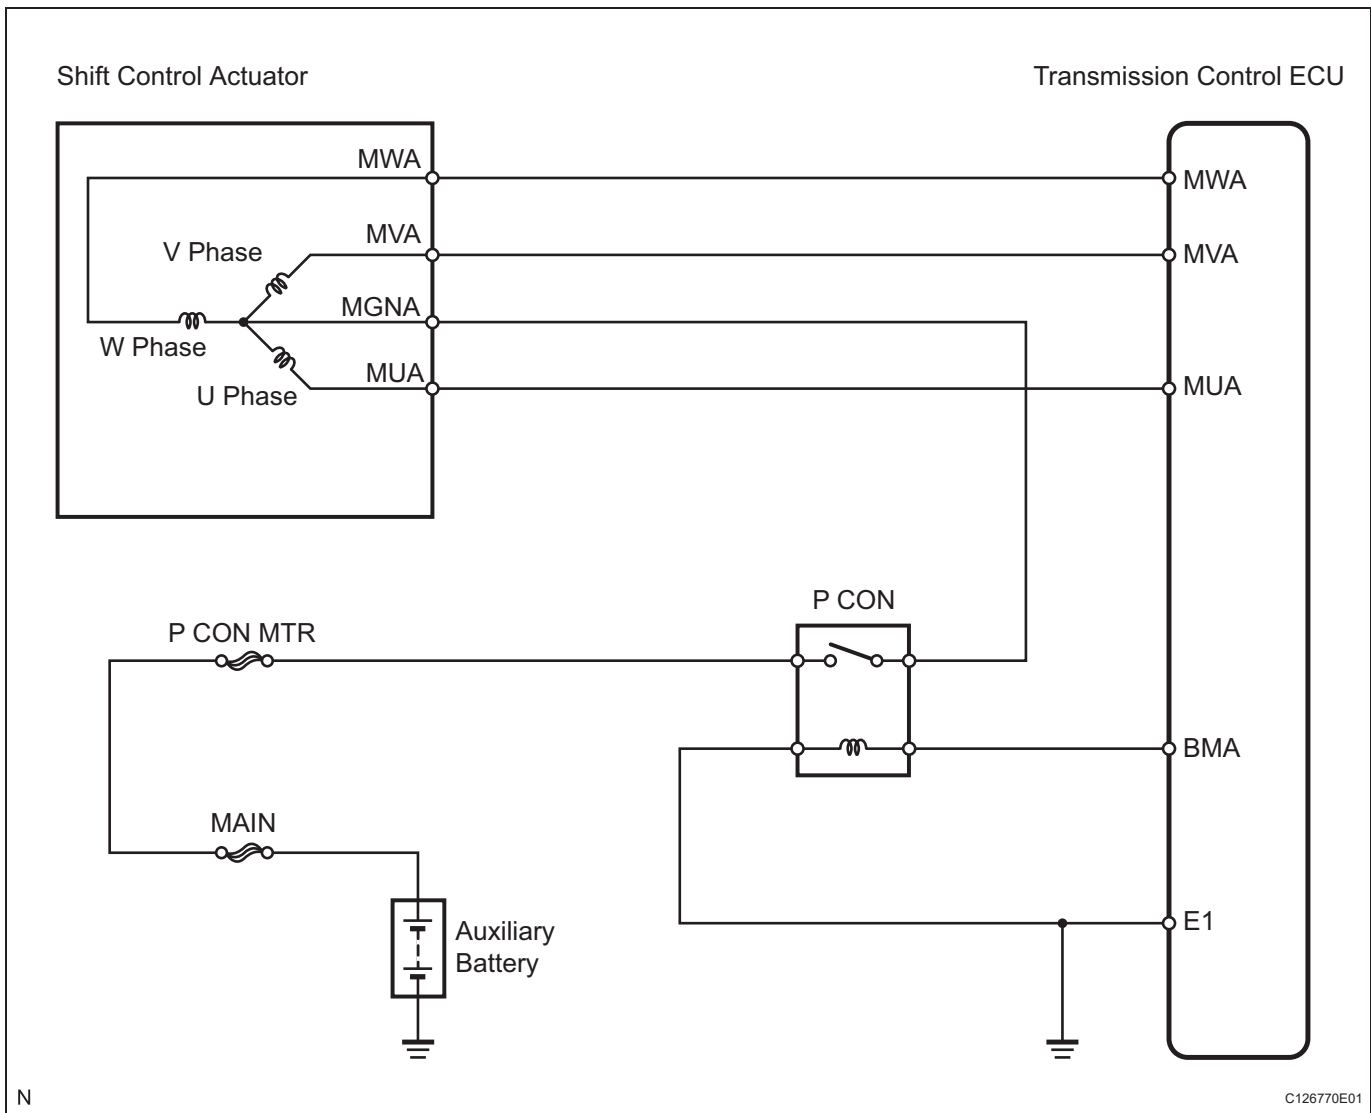 Shift Control Actuator
Transmission Control ECU
MWA
MWA
MVA
MVA
V Phase
MGNA
W Phase
MUA
MUA
U Phase
P CON
P CON MTR
BMA
MAIN
E1
Auxiliary
Battery
N
C126770E01